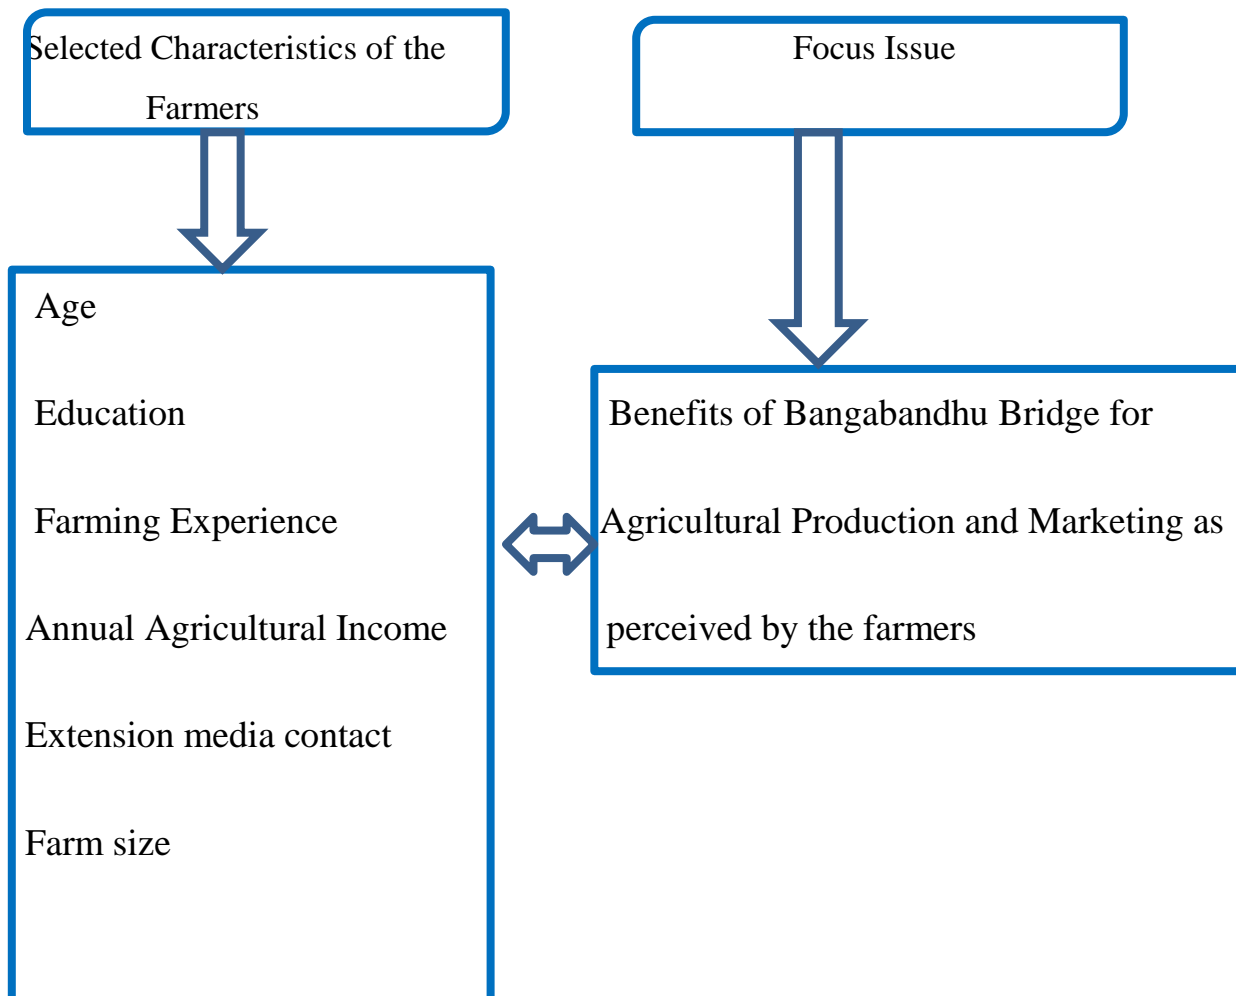 Selected Characteristics of the
Farmers
Focus Issue
Age
Education
Farming Experience
Annual Agricultural Income
Extension media contact
Farm size
Benefits of Bangabandhu Bridge for
Agricultural Production and Marketing as
perceived by the farmers